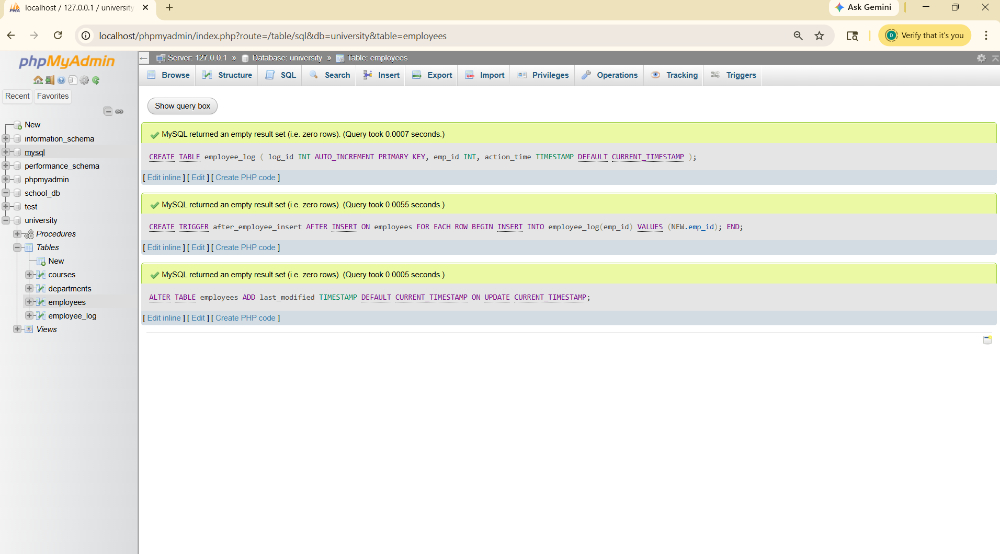 localhost / 127.0.0.1 / university
Ask Gemini
localhost/phpmyadmin/index.php?route=/table/sql&db=university&table=employees
D
Verify that it's you
phpMyAdmin
Recent
Favorites
New
information_schema
mysql
performance_schema
phpmyadmin
school_db
test
university
Procedures
Tables
New
courses
departments
employees
employee_log
Views
Server: 127.0.0.1 » Database: university » Table: employees
Browse Structure SQL Search Insert Export Import Privileges Operations Tracking Triggers
Show query box
MySQL returned an empty result set (i.e. zero rows). (Query took 0.0007 seconds.)
CREATE TABLE employee_log ( log_id INT AUTO_INCREMENT PRIMARY KEY, emp_id INT, action_time TIMESTAMP DEFAULT CURRENT_TIMESTAMP );
[ Edit inline ] [ Edit ] [ Create PHP code ]
MySQL returned an empty result set (i.e. zero rows). (Query took 0.0055 seconds.)
CREATE TRIGGER after_employee_insert AFTER INSERT ON employees FOR EACH ROW BEGIN INSERT INTO employee_log(emp_id) VALUES (NEW.emp_id); END;
[ Edit inline ] [ Edit ] [ Create PHP code ]
MySQL returned an empty result set (i.e. zero rows). (Query took 0.0005 seconds.)
ALTER TABLE employees ADD last_modified TIMESTAMP DEFAULT CURRENT_TIMESTAMP ON UPDATE CURRENT_TIMESTAMP;
[ Edit inline ] [ Edit ] [ Create PHP code ]